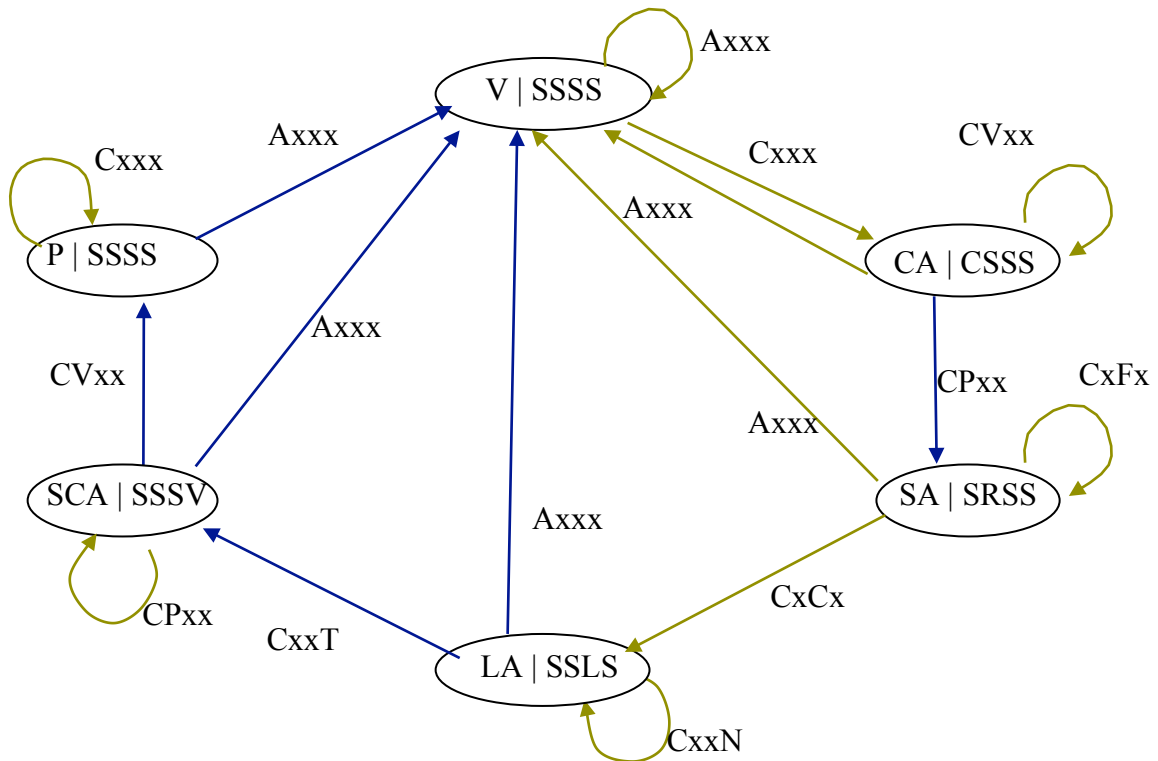 Axxx
V | SSSS
Axxx
Cxxx
CVxx
Cxxx
Axxx
P | SSSS
CA | CSSS
Axxx
CVxx
CPxx
CxFx
Axxx
SCA | SSSV
SA | SRSS
Axxx
CxCx
CPxx
CxxT
LA | SSLS
CxxN